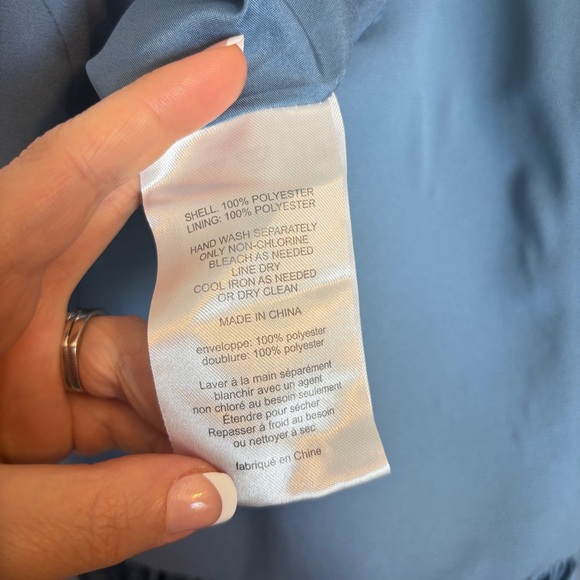 SHELL: 100% POLYESTER
LINING: 100% POLYESTER
HAND WASH SEPARATELY
ONLY NON-CHLORINE
BLEACH AS NEEDED
LINE DRY
COOL IRON AS NEEDED
OR DRY CLEAN
MADE IN CHINA
enveloppe: 100% polyester
doublure: 100% polyester
Laver à la main séparément
blanchir avec un agent
non chloré au besoin seulement
Étendre pour sécher
Repasser à froid au besoin
ou nettoyer à sec
fabriqué en Chine